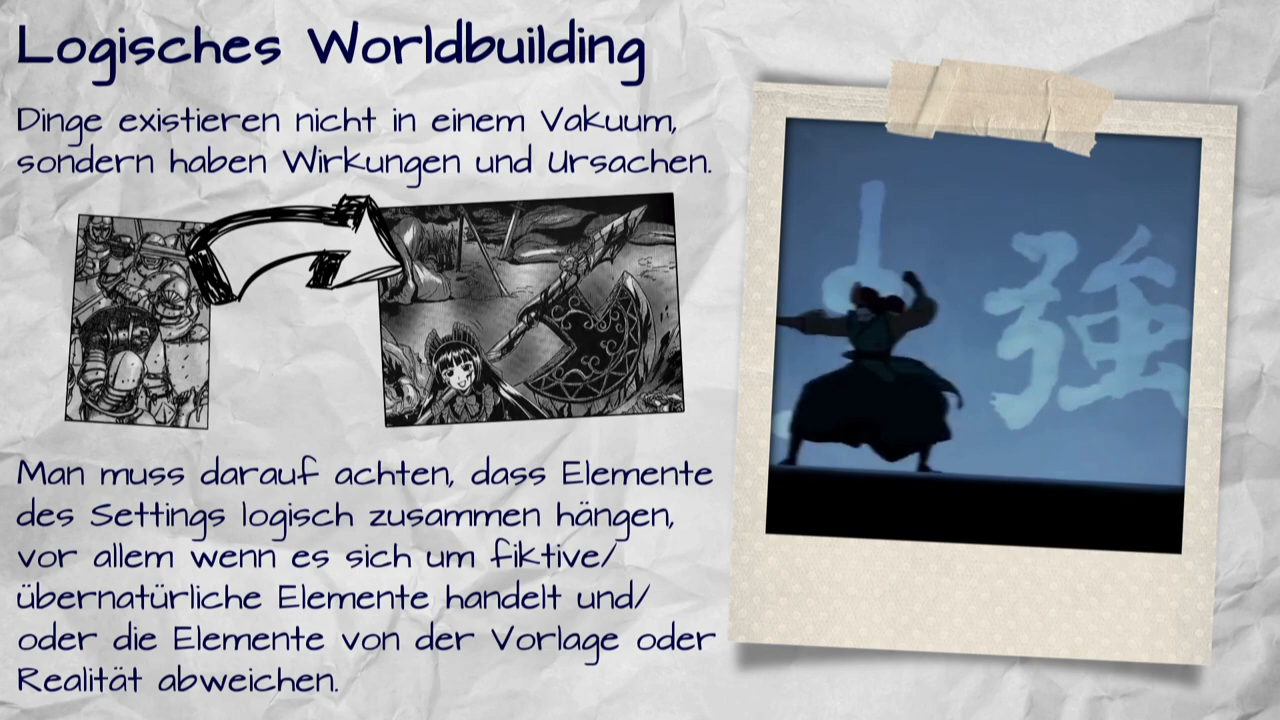 Logisches Worldbuilding
Dinge existieren nicht in einem Vakuum,
sondern haben Wirkungen und Ursachen.
Man muss darauf achten, dass Elemente
des Settings logisch zusammen hängen,
vor allem wenn es sich um fiktive/
übernatürliche Elemente handelt und/
oder die Elemente von der Vorlage oder
Realität abweichen.
強